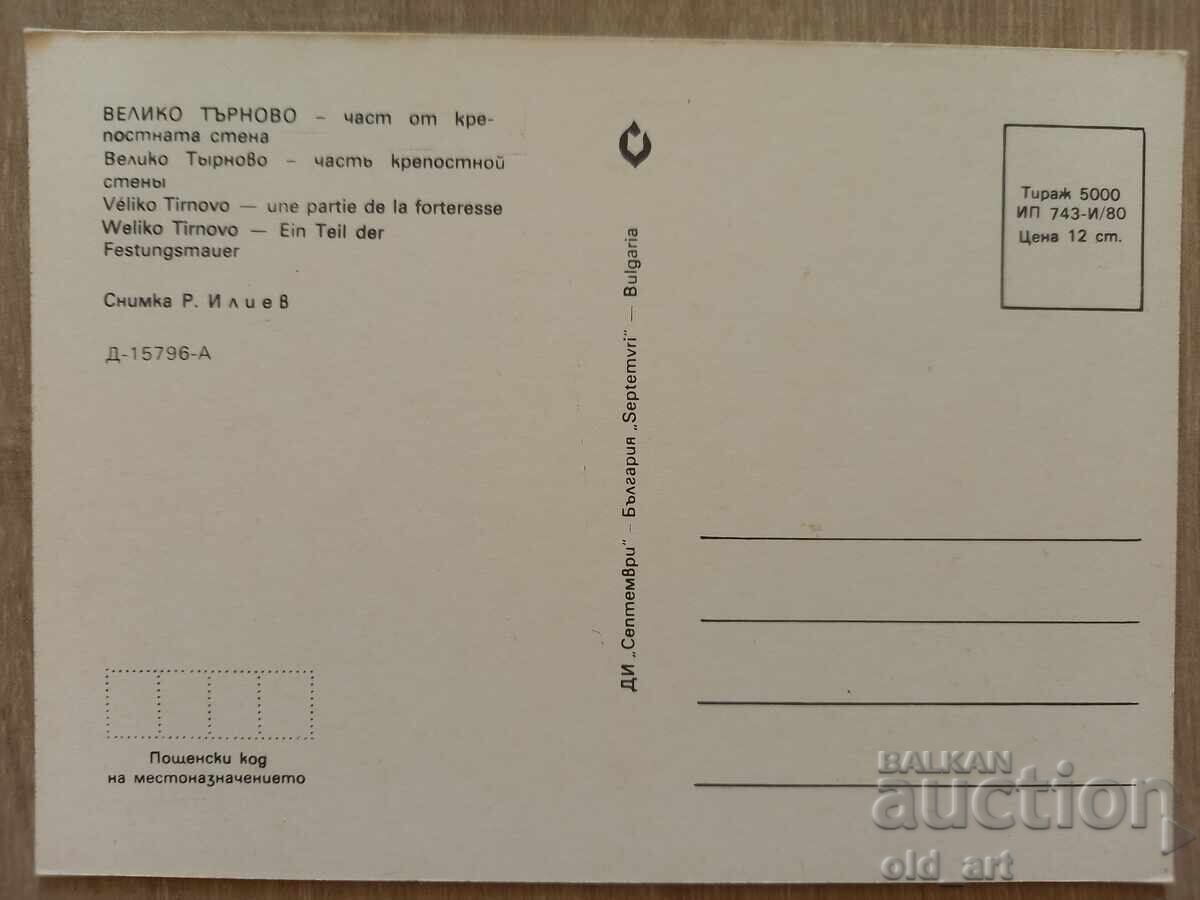 ВЕЛИКО ТЪРНОВО – част от кре-
постната стена
Велико Тырново – часть крепостной
стены
Véliko Tirnovo — une partie de la forteresse
Weliko Tirnovo — Ein Teil der
Festungsmauer
Снимка Р. Илиев
Д-15796-А
Пощенски код
на местоназначението
ДИ „Септември" – България „Septemvri" — Bulgaria
Тираж 5000
ИП 743-И/80
Цена 12 ст.
BALKAN
auction
old_art